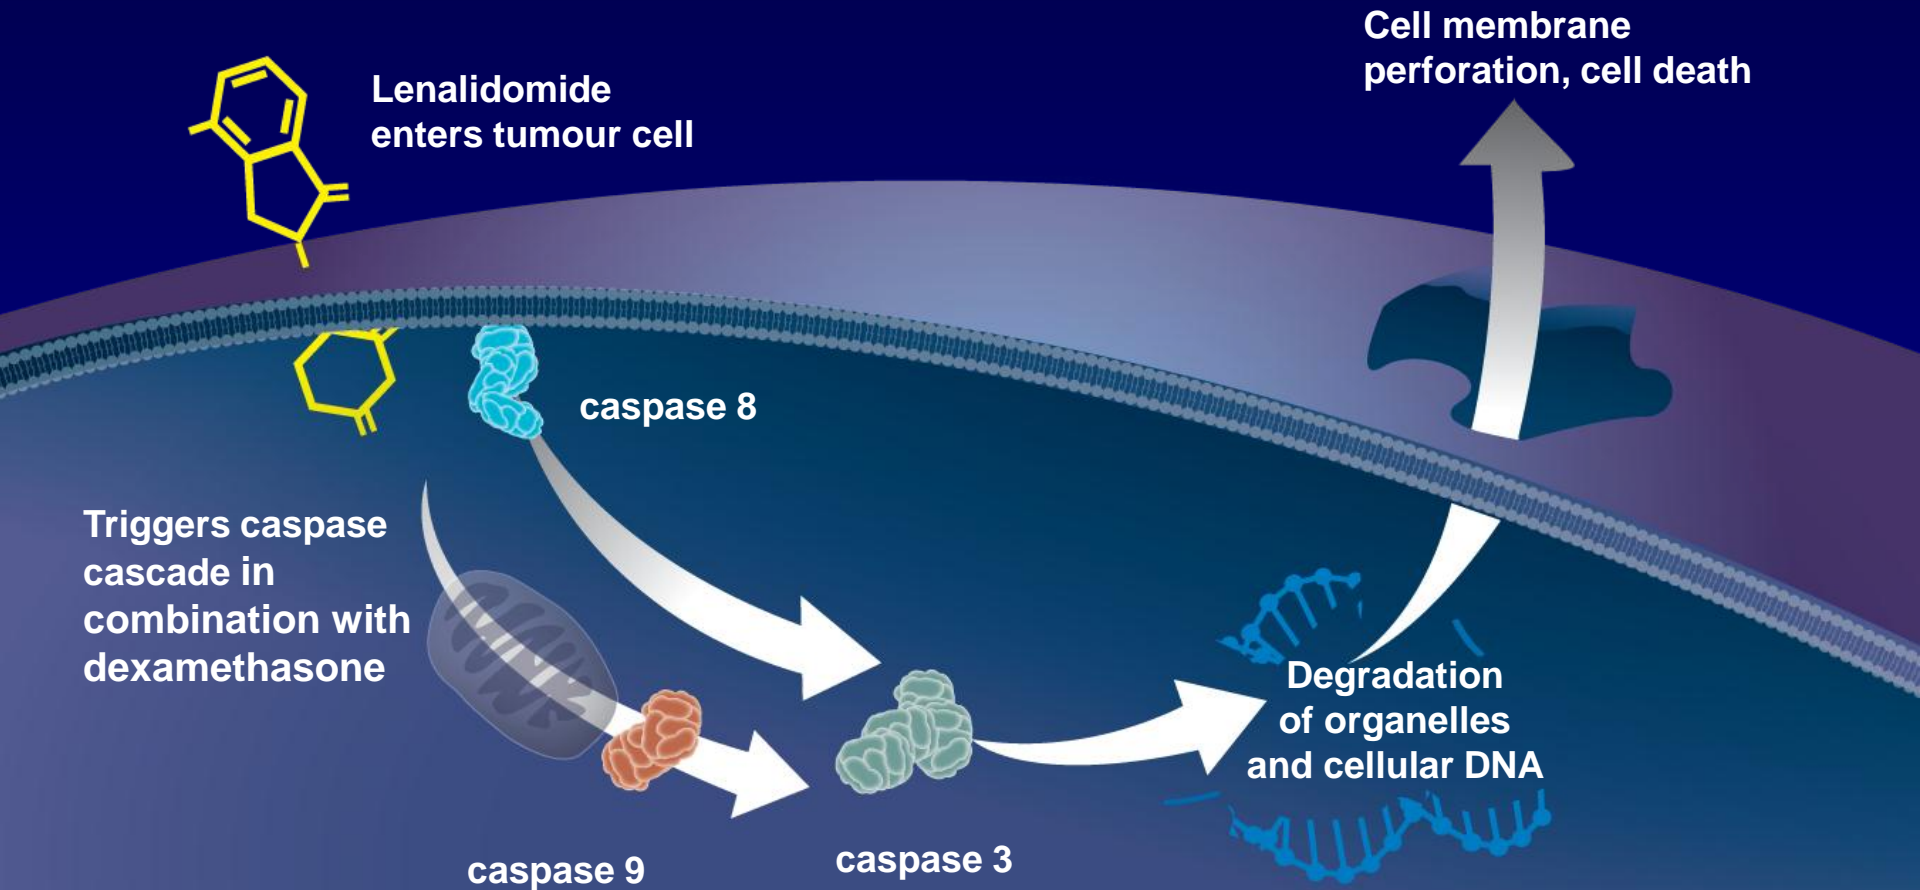 Lenalidomide
enters tumour cell
Cell membrane
perforation, cell death
caspase 8
Triggers caspase
cascade in
combination with
dexamethasone
Degradation
of organelles
and cellular DNA
caspase 9
caspase 3